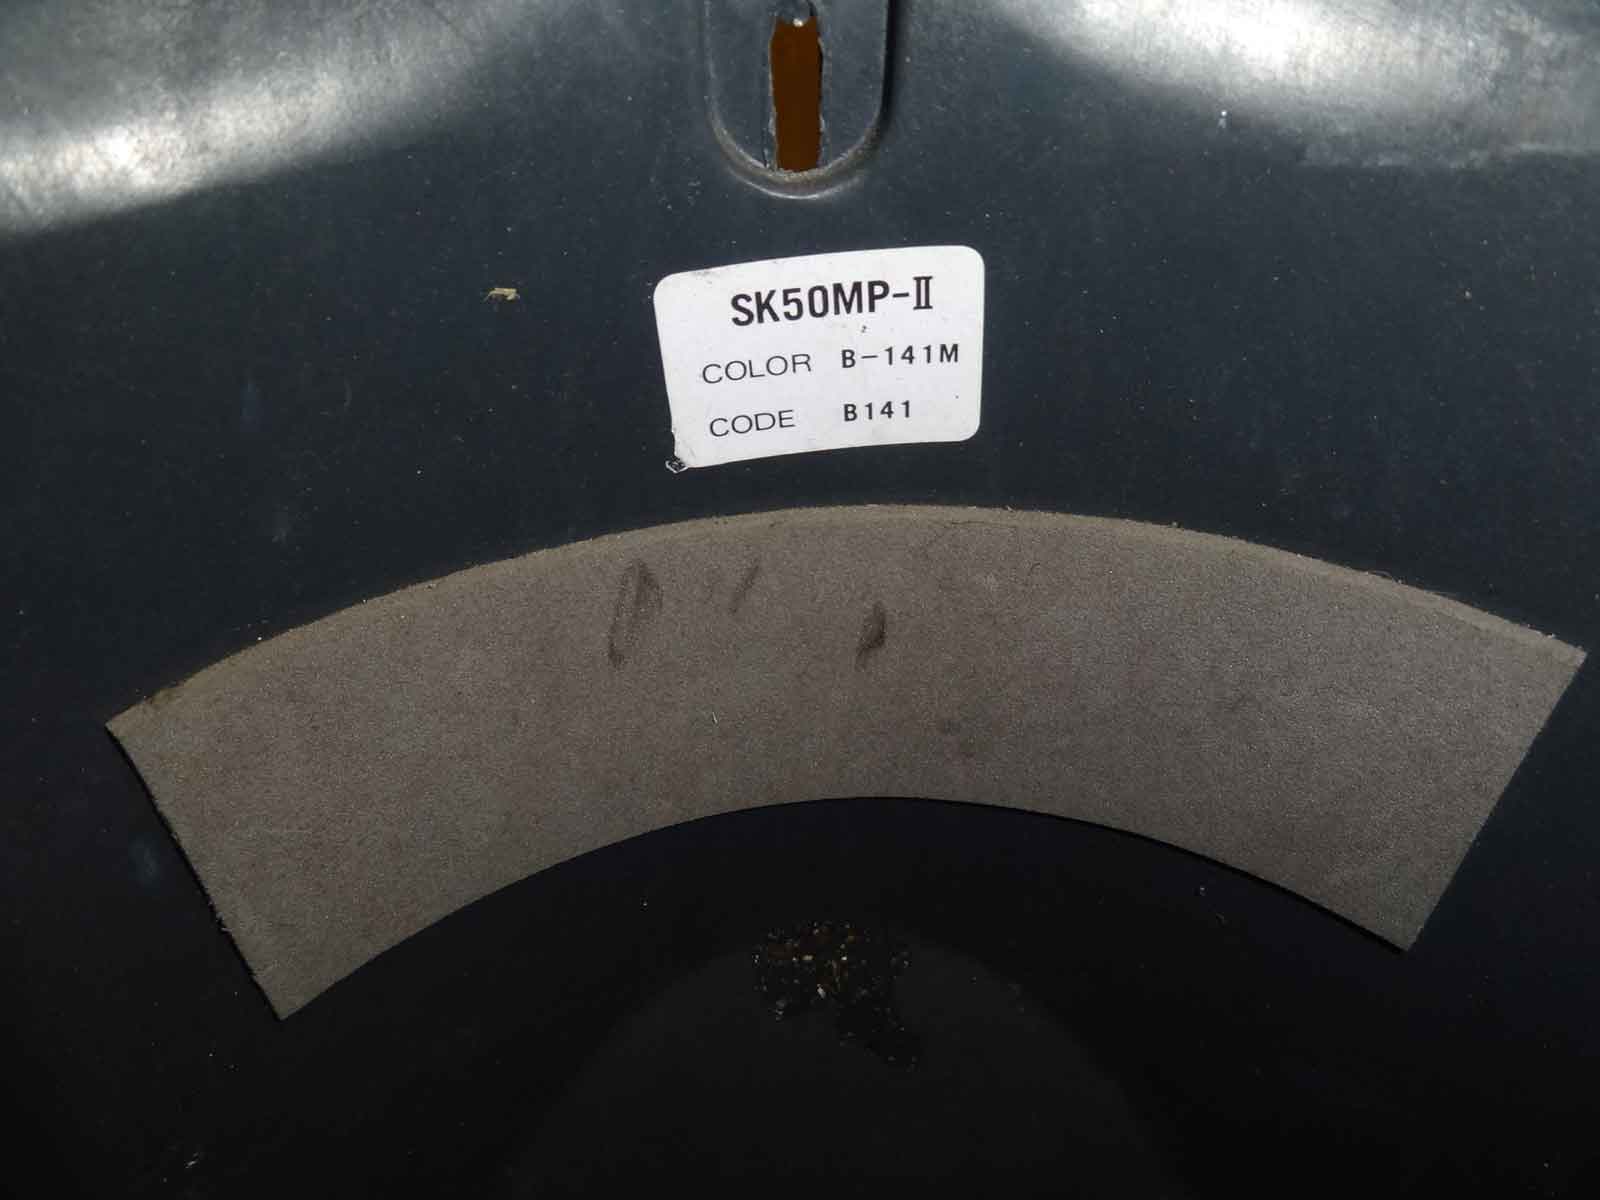 SK50MP-Ⅱ
COLOR B-141M
CODE B141